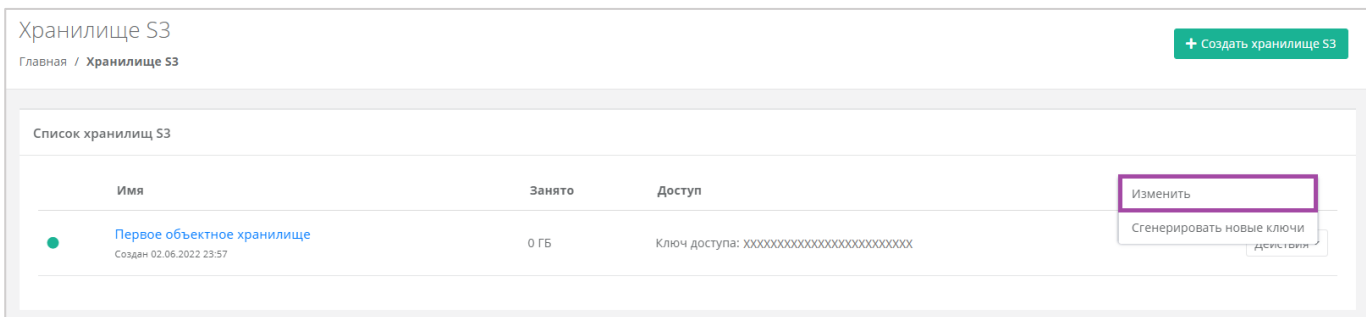 Хранилище S3
+ Создать хранилище S3
Главная / Хранилище S3
Список хранилищ S3
Имя Занято Доступ
Изменить
Первое объектное хранилище
Создан 02.06.2022 23:57
0 ГБ
Ключ доступа: XXXXXXXXXXXXXXXXXXXXXXXXX
Сгенерировать новые ключи
Действия